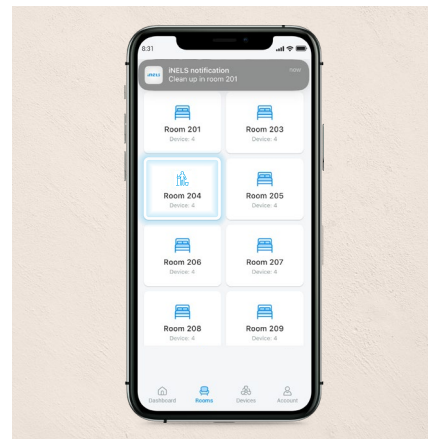 8:31
iNELS
iNELS notification
now
Clean up in room 201
Room 201
Device: 4
Room 203
Device: 4
Room 204
Device: 4
Room 205
Device: 4
Room 206
Device: 4
Room 207
Device: 4
Room 208
Device: 4
Room 209
Device: 4
Dashboard
Rooms
Devices
Account